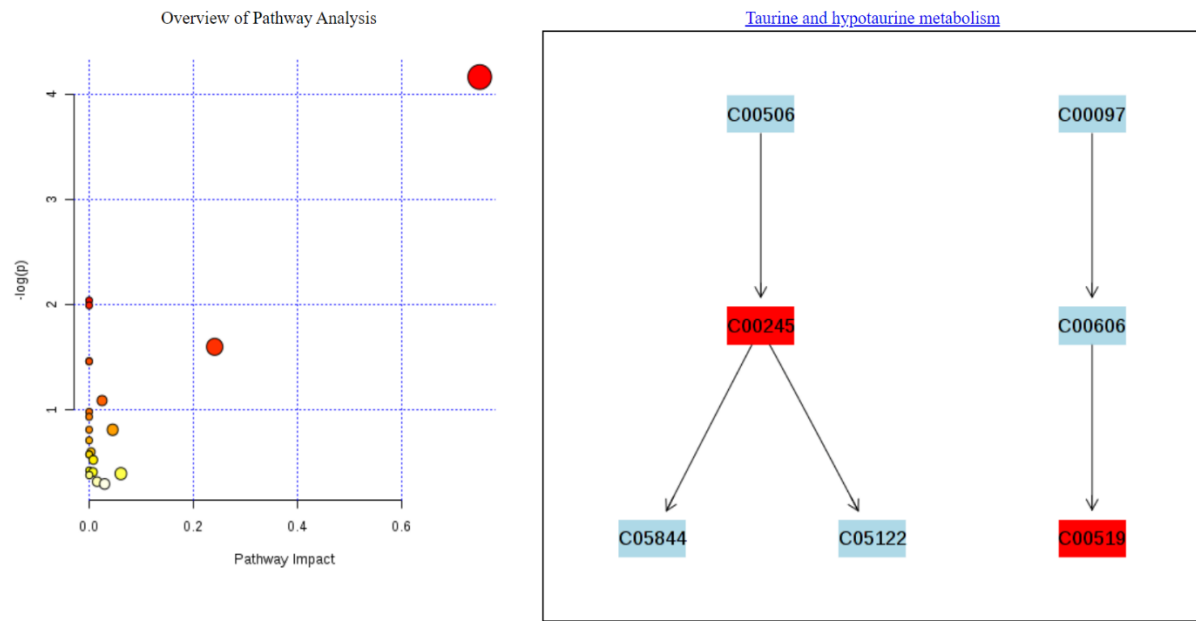 Overview of Pathway Analysis
4
3
2
1
-log(p)
0.0 0.2 0.4 0.6
Pathway Impact
Taurine and hypotaurine metabolism
C00506 C00097
C00245 C00606
C05844 C05122 C00519